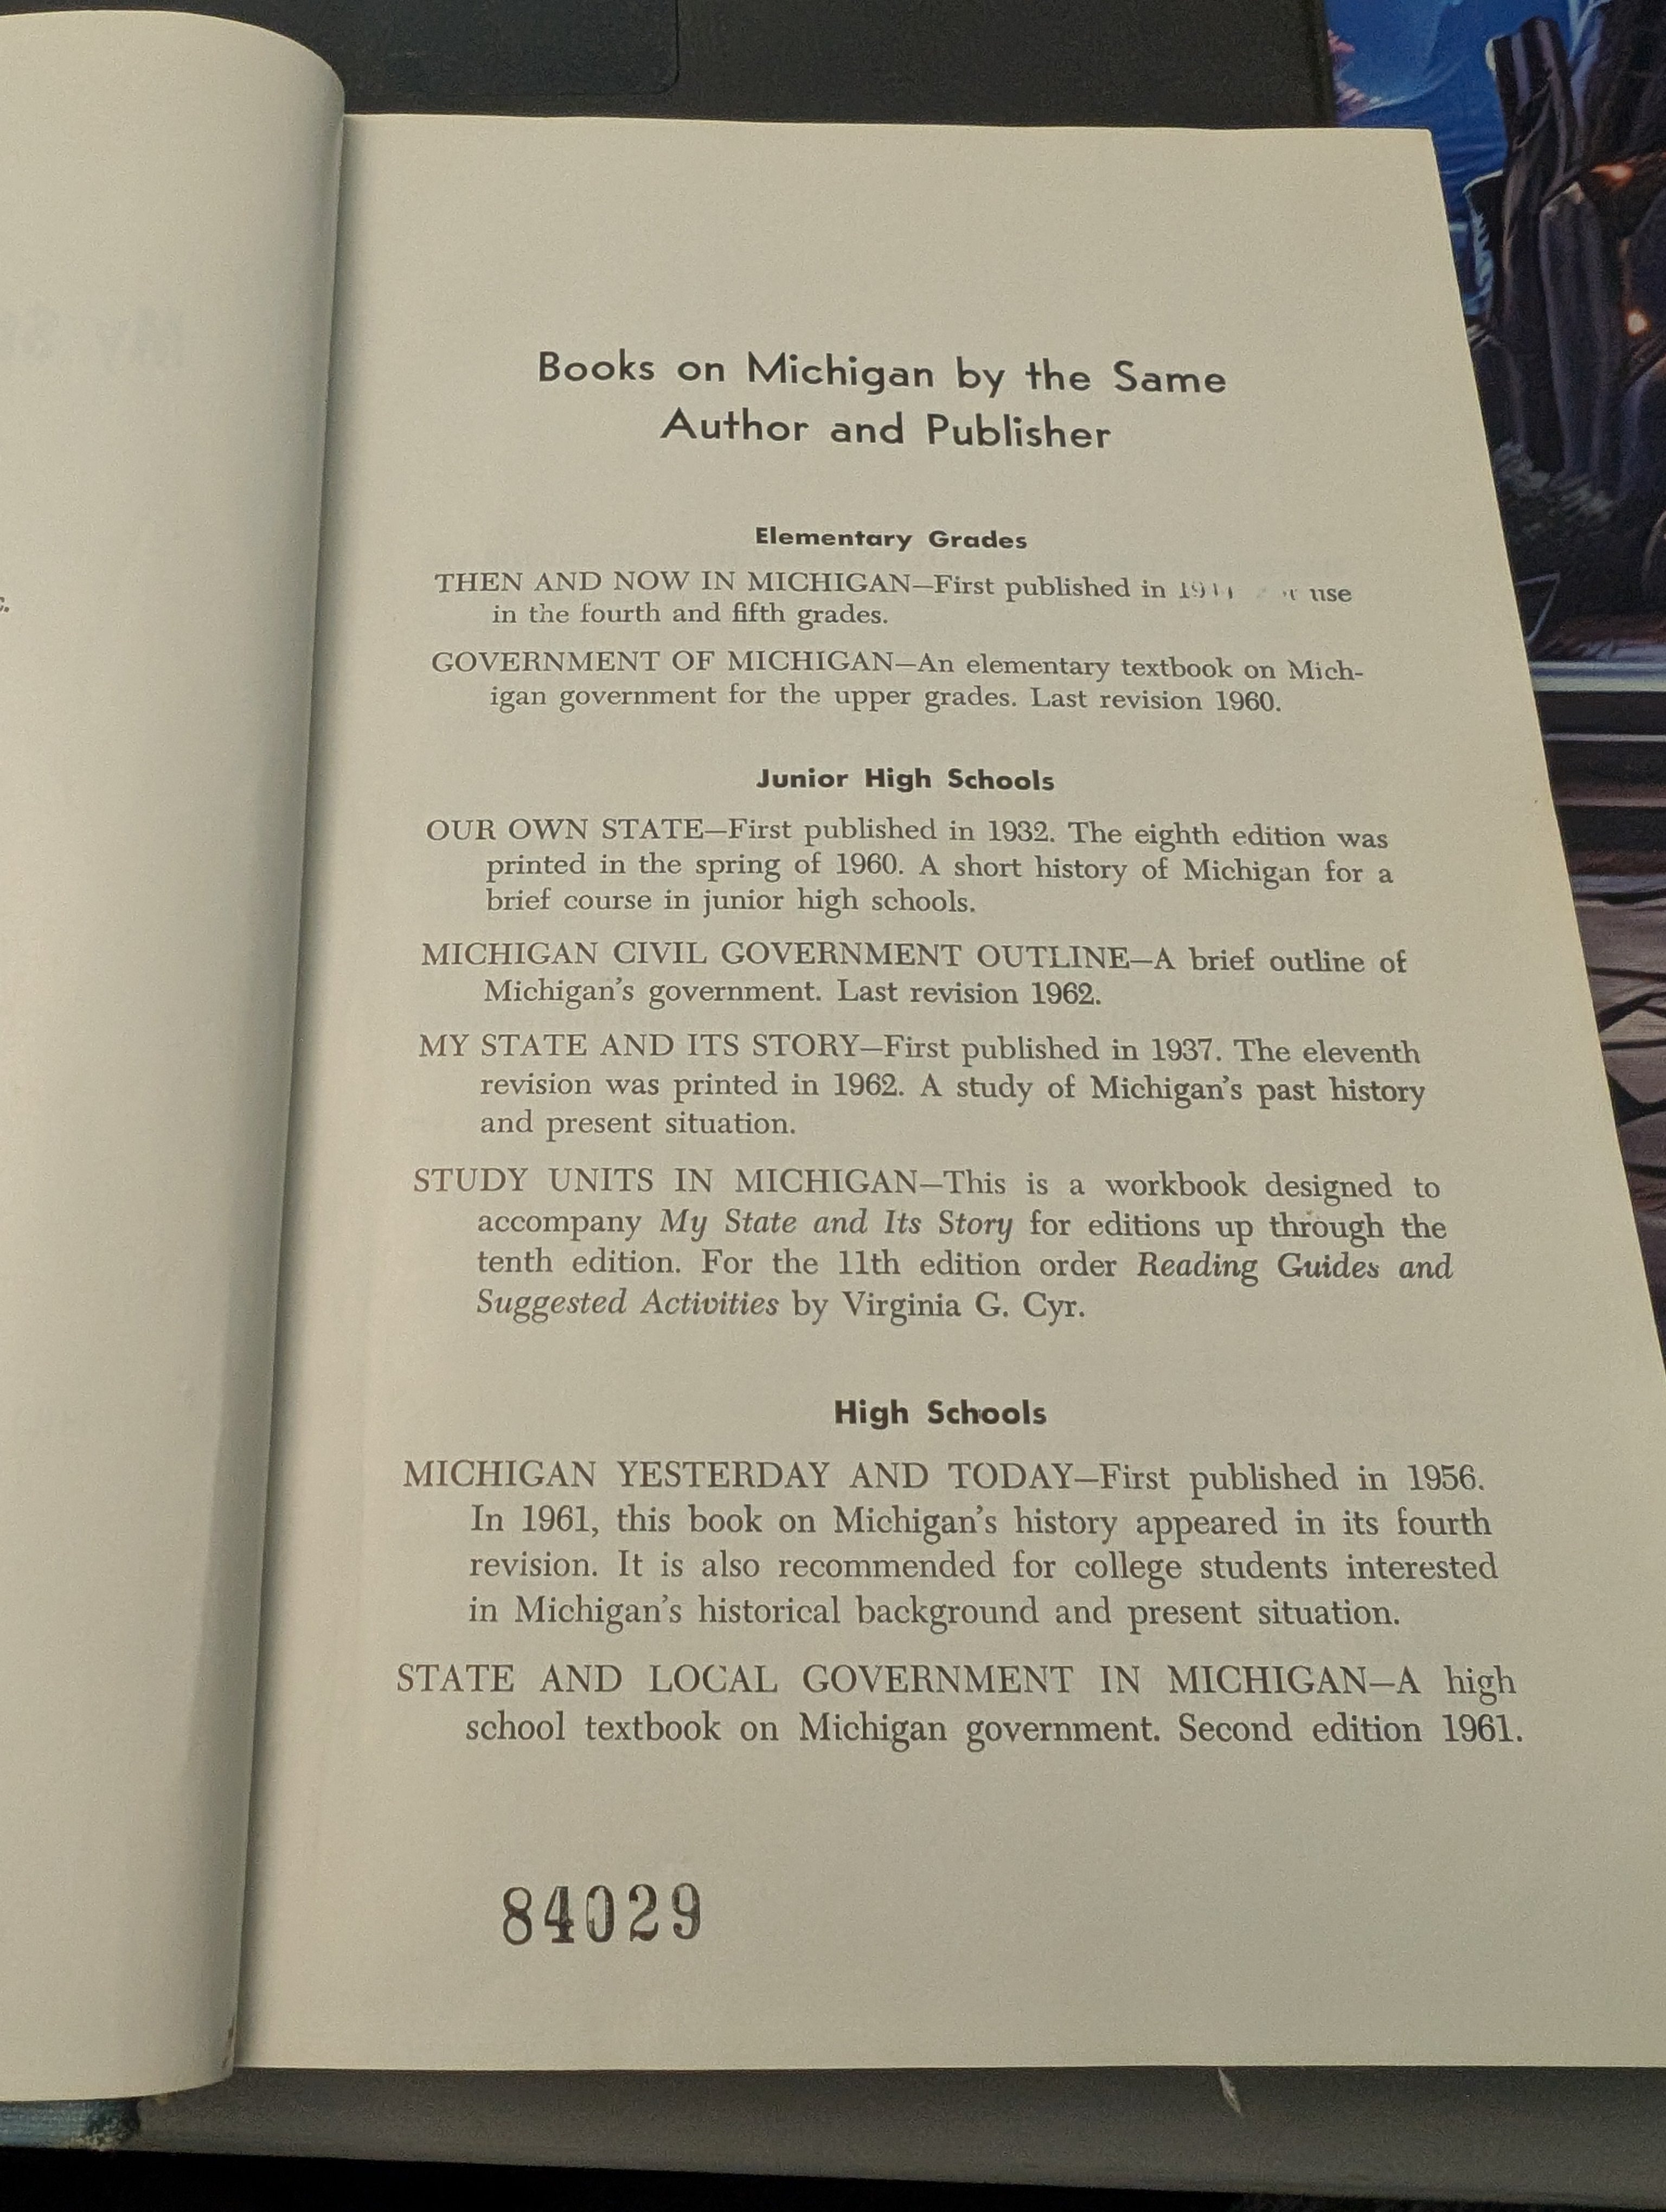 Books on Michigan by the Same
Author and Publisher
Elementary Grades
THEN AND NOW IN MICHIGAN—First published in use
in the fourth and fifth grades.
GOVERNMENT OF MICHIGAN—An elementary textbook on Mich-
igan government for the upper grades. Last revision 1960.
Junior High Schools
OUR OWN STATE—First published in 1932. The eighth edition was
printed in the spring of 1960. A short history of Michigan for a
brief course in junior high schools.
MICHIGAN CIVIL GOVERNMENT OUTLINE—A brief outline of
Michigan's government. Last revision 1962.
MY STATE AND ITS STORY—First published in 1937. The eleventh
revision was printed in 1962. A study of Michigan's past history
and present situation.
STUDY UNITS IN MICHIGAN—This is a workbook designed to
accompany My State and Its Story for editions up through the
tenth edition. For the 11th edition order Reading Guides and
Suggested Activities by Virginia G. Cyr.
High Schools
MICHIGAN YESTERDAY AND TODAY—First published in 1956.
In 1961, this book on Michigan's history appeared in its fourth
revision. It is also recommended for college students interested
in Michigan's historical background and present situation.
STATE AND LOCAL GOVERNMENT IN MICHIGAN—A high
school textbook on Michigan government. Second edition 1961.
84029